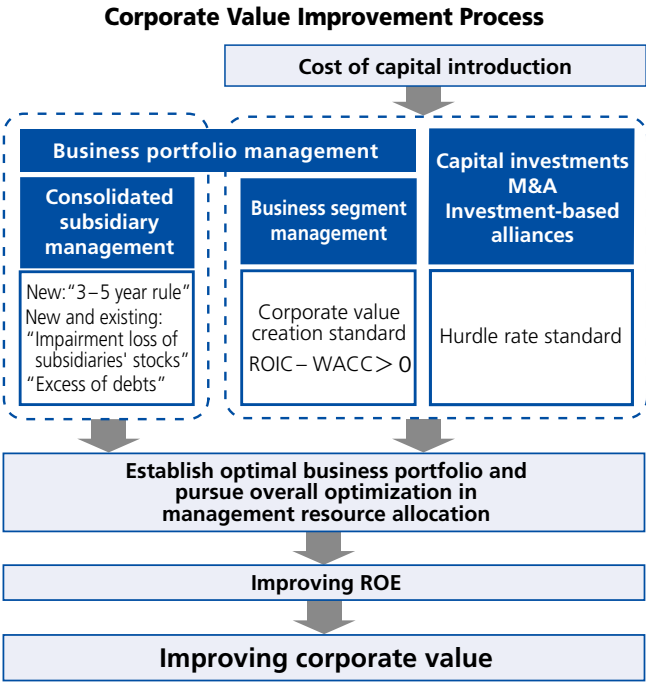 Corporate Value Improvement Process
Cost of capital introduction
Business portfolio management
Consolidated
subsidiary
management
New:“3–5 year rule”
New and existing:
“Impairment loss of
subsidiaries' stocks”
“Excess of debts”
Business segment
management
Corporate value
creation standard
ROIC – WACC > 0
Capital investments
M&A
Investment-based
alliances
Hurdle rate standard
Establish optimal business portfolio and
pursue overall optimization in
management resource allocation
Improving ROE
Improving corporate value